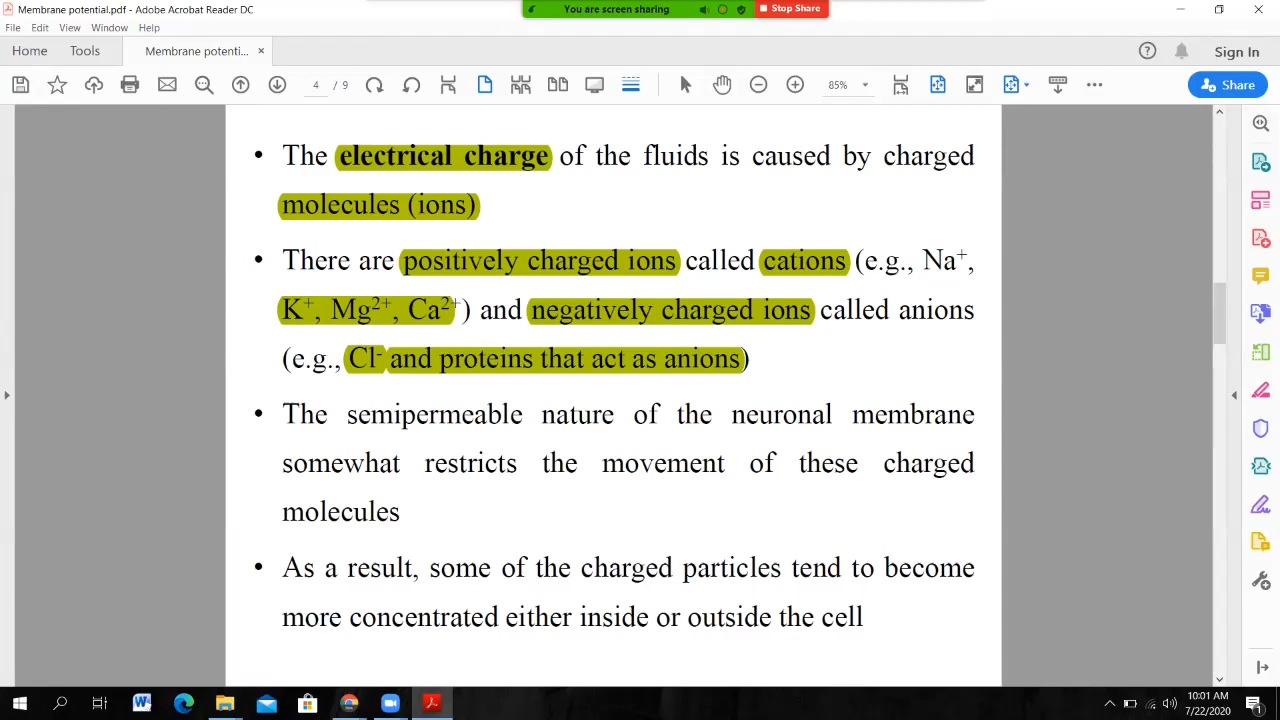 Membrane potential.pdf - Adobe Acrobat Reader DC
You are screen sharing
Stop Share
File Edit View Window Help
Home Tools Membrane potenti... × Sign In
4 / 9 85% Share
• The electrical charge of the fluids is caused by charged
molecules (ions)
• There are positively charged ions called cations (e.g., Na⁺,
K⁺, Mg²⁺, Ca²⁺) and negatively charged ions called anions
(e.g., Cl⁻ and proteins that act as anions)
• The semipermeable nature of the neuronal membrane
somewhat restricts the movement of these charged
molecules
• As a result, some of the charged particles tend to become
more concentrated either inside or outside the cell
10:01 AM
7/22/2020
1